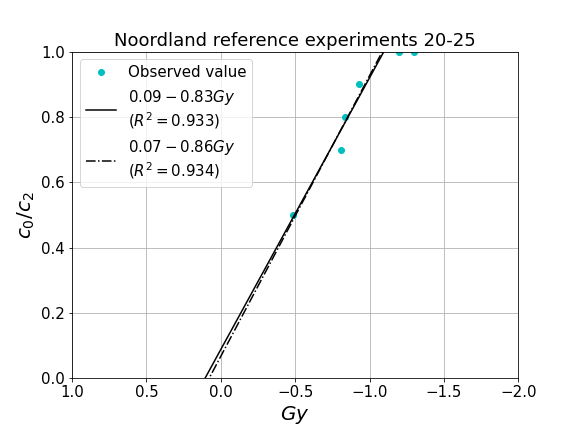 Noordland reference experiments 20-25
Observed value
0.09 − 0.83Gy
(R² = 0.933)
0.07 − 0.86Gy
(R² = 0.934)
c₀/c₂
1.0
0.8
0.6
0.4
0.2
0.0
1.0 0.5 0.0 −0.5 −1.0 −1.5 −2.0
Gy